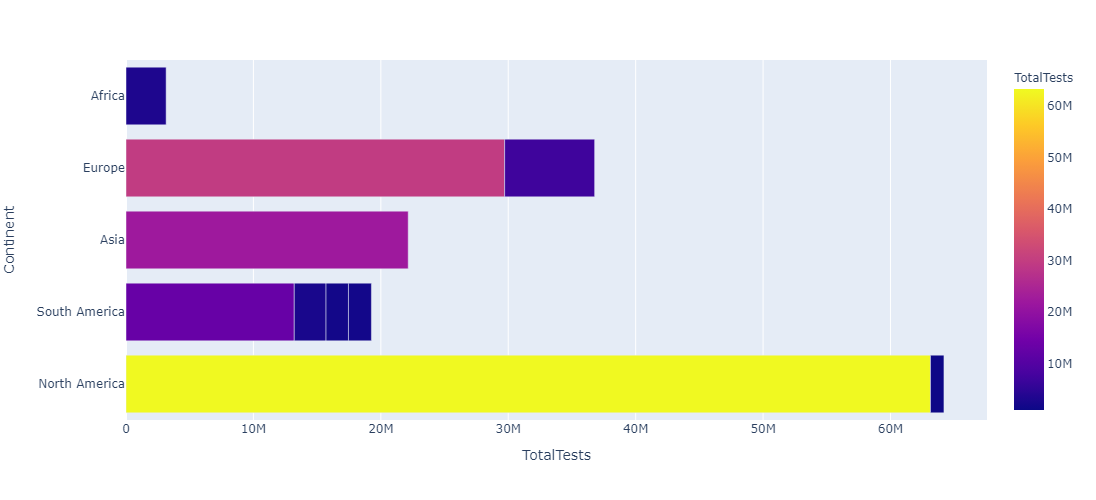 TotalTests
60M
50M
40M
30M
20M
10M
Continent
Africa
Europe
Asia
South America
North America
0 10M 20M 30M 40M 50M 60M
TotalTests